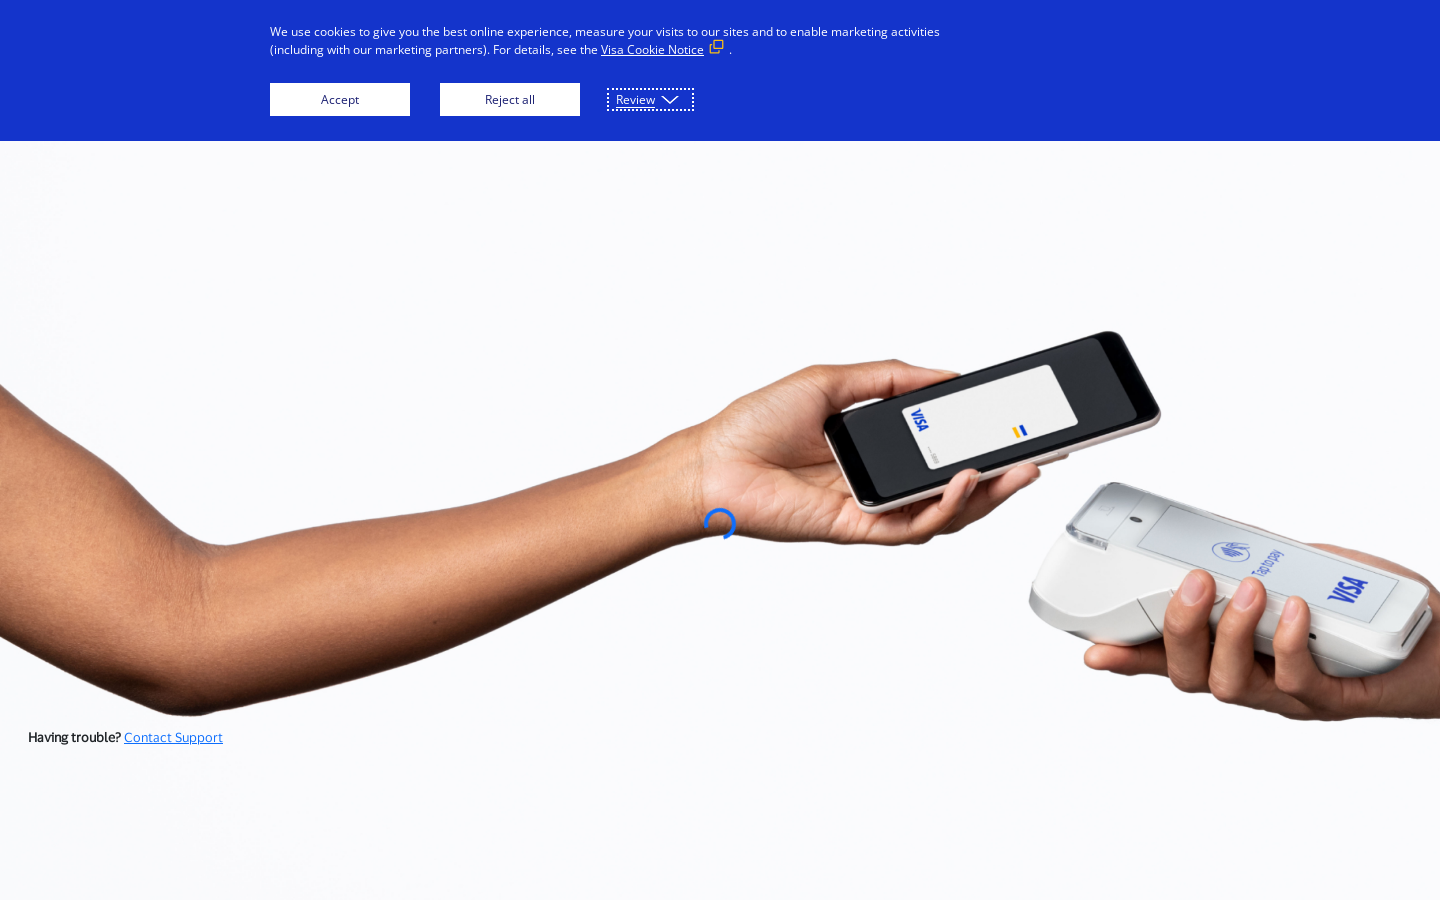 We use cookies to give you the best online experience, measure your visits to our sites and to enable marketing activities
(including with our marketing partners). For details, see the Visa Cookie Notice .
Accept
Reject all
Review
VISA
Tap to pay
VISA
Having trouble? Contact Support